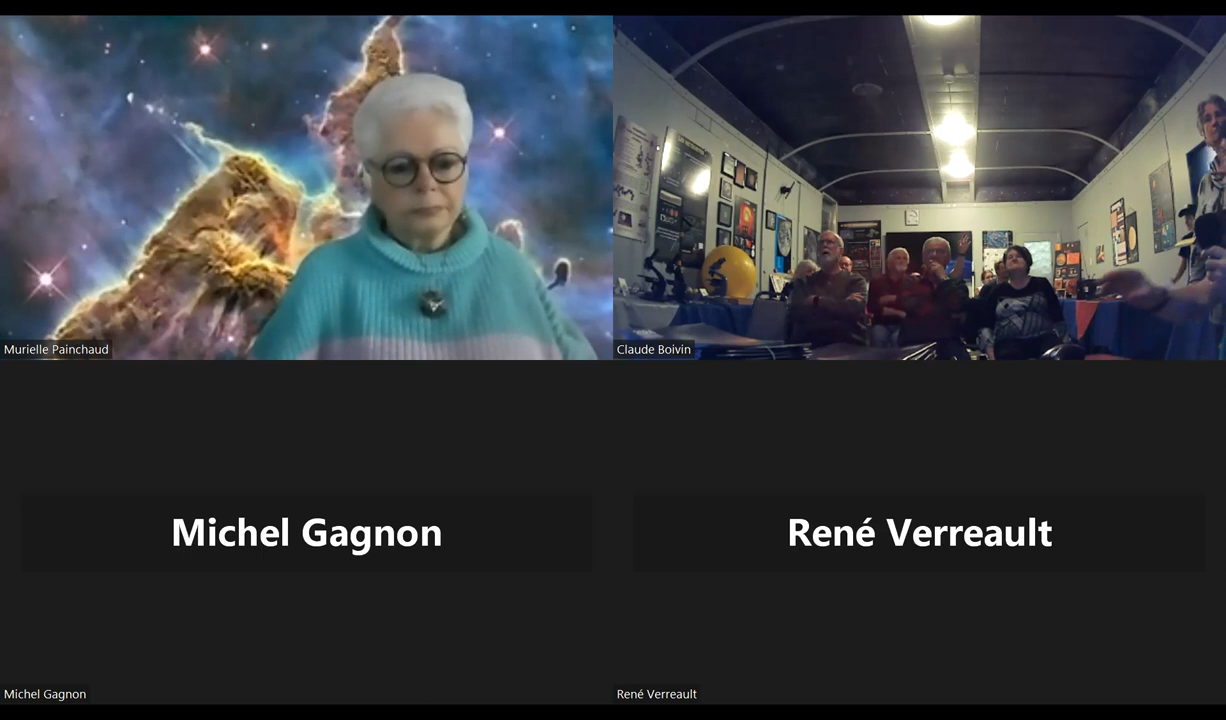 Murielle Painchaud
Claude Boivin
Michel Gagnon
René Verreault
Michel Gagnon
René Verreault